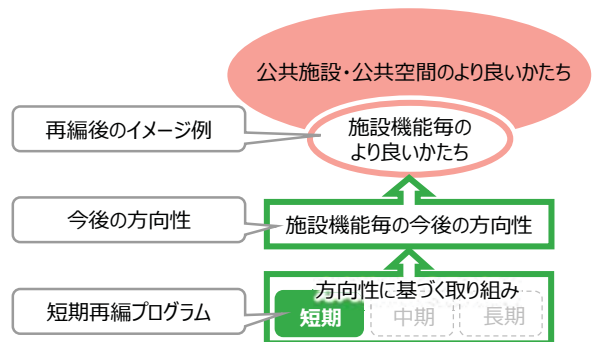 公共施設・公共空間のより良いかたち
再編後のイメージ例
施設機能毎の
より良いかたち
今後の方向性
施設機能毎の今後の方向性
方向性に基づく取り組み
短期再編プログラム
短期
中期
長期